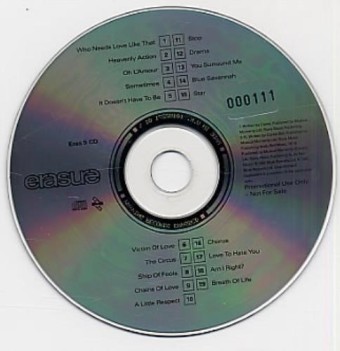 Who Needs Love Like That 1 11 Stop
Heavenly Action 2 12 Drama
Oh L'Amour 3 13 You Surround Me
Sometimes 4 14 Blue Savannah
It Doesn't Have To Be 5 15 Star
000111
Eras 5 CD
erasure
Promotional Use Only
- Not For Sale
Victim Of Love 6 16 Chorus
The Circus 7 17 Love To Hate You
Ship Of Fools 8 18 Am I Right?
Chains Of Love 9 19 Breath Of Life
A Little Respect 10